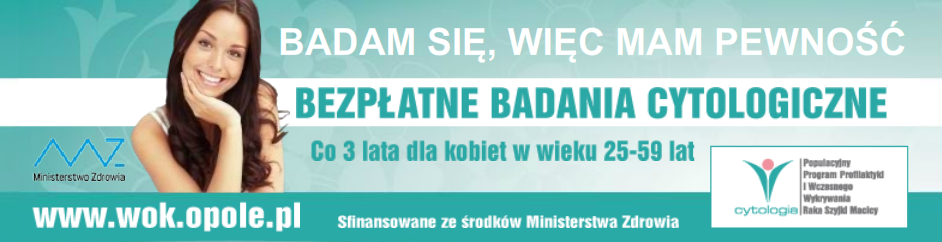 BADAM SIĘ, WIĘC MAM PEWNOŚĆ
BEZPŁATNE BADANIA CYTOLOGICZNE
Co 3 lata dla kobiet w wieku 25-59 lat
Ministerstwo Zdrowia
cytologia
Populacyjny
Program Profilaktyki
I Wczesnego
Wykrywania
Raka Szyjki Macicy
www.wok.opole.pl
Sfinansowane ze środków Ministerstwa Zdrowia